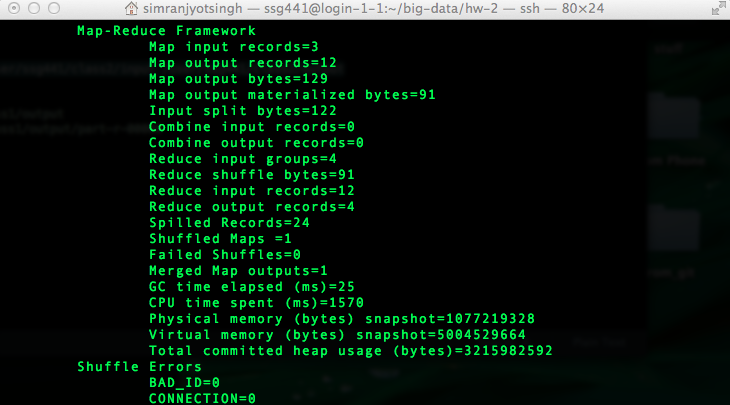 simranjyotsingh — ssg441@login-1-1:~/big-data/hw-2 — ssh — 80×24
Map-Reduce Framework
Map input records=3
Map output records=12
Map output bytes=129
Map output materialized bytes=91
Input split bytes=122
Combine input records=0
Combine output records=0
Reduce input groups=4
Reduce shuffle bytes=91
Reduce input records=12
Reduce output records=4
Spilled Records=24
Shuffled Maps =1
Failed Shuffles=0
Merged Map outputs=1
GC time elapsed (ms)=25
CPU time spent (ms)=1570
Physical memory (bytes) snapshot=1077219328
Virtual memory (bytes) snapshot=5004529664
Total committed heap usage (bytes)=3215982592
Shuffle Errors
BAD_ID=0
CONNECTION=0